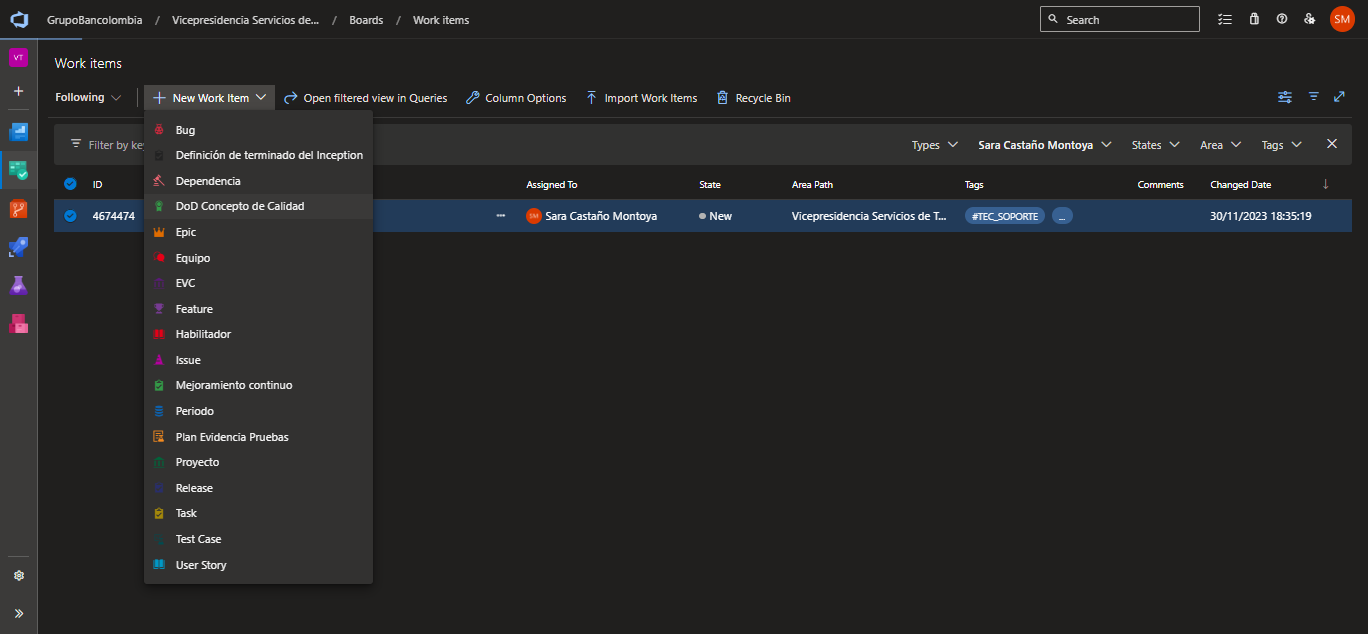 GrupoBancolombia / Vicepresidencia Servicios de... / Boards / Work items
Search
SM
VT
Work items
Following
New Work Item
Open filtered view in Queries
Column Options
Import Work Items
Recycle Bin
Filter by key
Types
Sara Castaño Montoya
States
Area
Tags
ID
Assigned To
State
Area Path
Tags
Comments
Changed Date
4674474
SM Sara Castaño Montoya
New
Vicepresidencia Servicios de T...
#TEC_SOPORTE
...
30/11/2023 18:35:19
Bug
Definición de terminado del Inception
Dependencia
DoD Concepto de Calidad
Epic
Equipo
EVC
Feature
Habilitador
Issue
Mejoramiento continuo
Periodo
Plan Evidencia Pruebas
Proyecto
Release
Task
Test Case
User Story